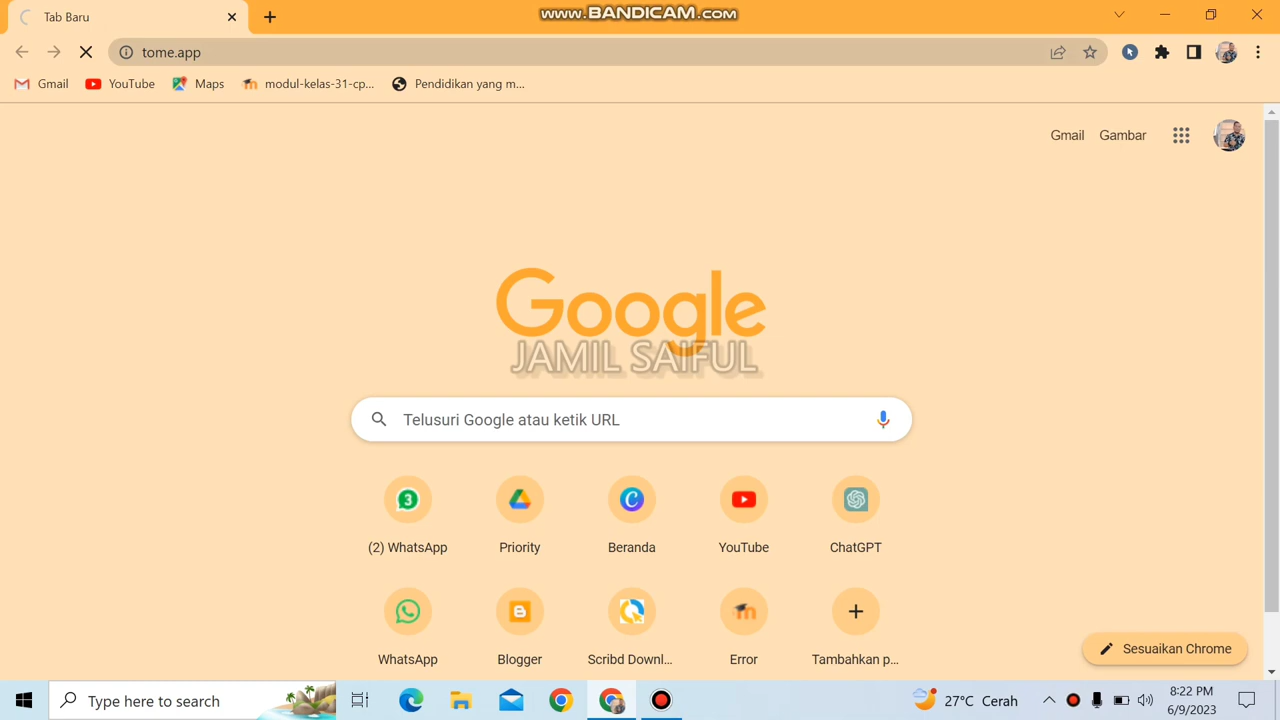 Tab Baru
www.BANDICAM.com
tome.app
Gmail
YouTube
Maps
modul-kelas-31-cp...
Pendidikan yang m...
Gmail
Gambar
Google
JAMIL SAIFUL
Telusuri Google atau ketik URL
3
(2) WhatsApp
Priority
Beranda
YouTube
ChatGPT
WhatsApp
Blogger
Scribd Downl...
Error
Tambahkan p...
Sesuaikan Chrome
Type here to search
27°C Cerah
8:22 PM
6/9/2023